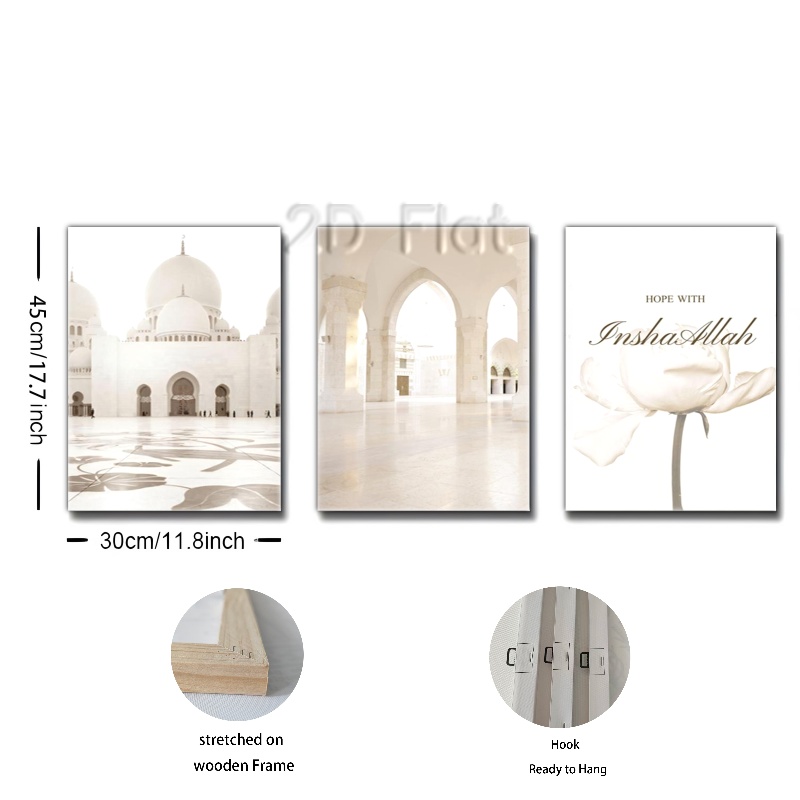 2D Flat
45cm/17.7inch
HOPE WITH
InshaAllah
30cm/11.8inch
stretched on
wooden Frame
Hook
Ready to Hang